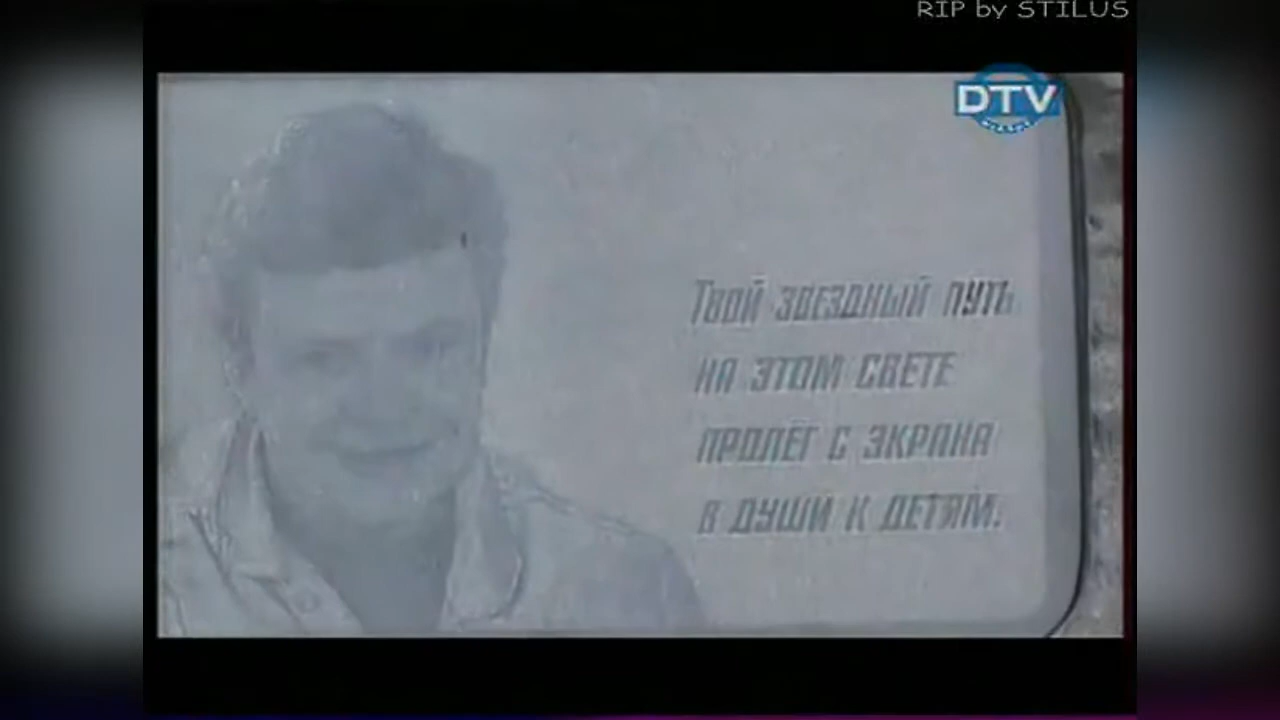 RIP by STILUS
DTV
Твой звездный путь
на этом свете
пролёг с экрана
в души к детям.